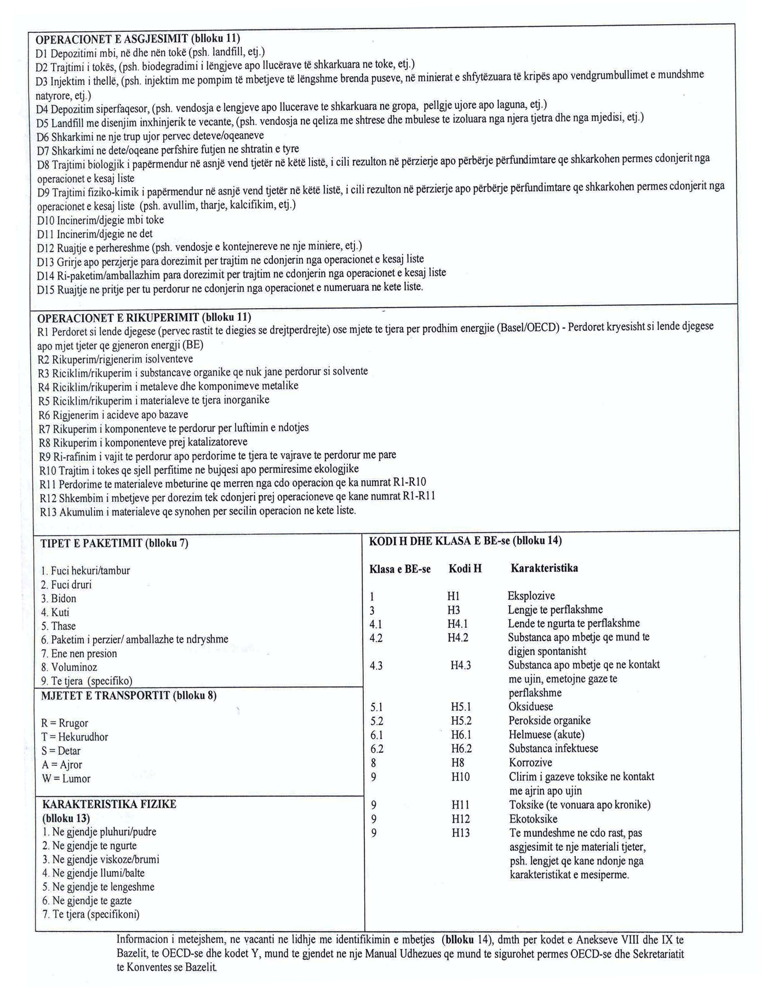 OPERACIONET E ASGJESIMIT (blloku 11)
D1 Depozitimi mbi, në dhe nën tokë (psh. landfill, etj.)
D2 Trajtimi i tokës, (psh. biodegradimi i lëngjeve apo llucërave të shkarkuara ne toke, etj.)
D3 Injektim i thellë, (psh. injektim me pompim të mbetjeve të lëngshme brenda puseve, në minierat e shfytëzuara të kripës apo vendgrumbullimet e mundshme
natyrore, etj.)
D4 Depozitim siperfaqesor, (psh. vendosja e lengjeve apo llucerave te shkarkuara ne gropa, pellgje ujore apo laguna, etj.)
D5 Landfill me disenjim inxhinjerik te vecante, (psh. vendosja ne qeliza me shtrese dhe mbulese te izoluara nga njera tjetra dhe nga mjedisi, etj.)
D6 Shkarkimi ne nje trup ujor pervec deteve/oqeaneve
D7 Shkarkimi ne dete/oqeane perfshire futjen ne shtratin e tyre
D8 Trajtimi biologjik i papërmendur në asnjë vend tjetër në këtë listë, i cili rezulton në përzierje apo përbërje përfundimtare qe shkarkohen permes cdonjerit nga
operacionet e kesaj liste
D9 Trajtimi fiziko-kimik i papërmendur në asnjë vend tjetër në këtë listë, i cili rezulton në përzierje apo përbërje përfundimtare qe shkarkohen permes cdonjerit nga
operacionet e kesaj liste (psh. avullim, tharje, kalcifikim, etj.)
D10 Incinerim/djegie mbi toke
D11 Incinerim/djegie ne det
D12 Ruajtje e perhereshme (psh. vendosje e kontejnereve ne nje miniere, etj.)
D13 Grirje apo perzjerje para dorezimit per trajtim ne cdonjerin nga operacionet e kesaj liste
D14 Ri-paketim/amballazhim para dorezimit per trajtim ne cdonjerin nga operacionet e kesaj liste
D15 Ruajtje ne pritje per tu perdorur ne cdonjerin nga operacionet e numeruara ne kete liste.
OPERACIONET E RIKUPERIMIT (blloku 11)
R1 Perdoret si lende djegese (pervec rastit te diegies se drejtperdrejte) ose mjete te tjera per prodhim energjie (Basel/OECD) - Perdoret kryesisht si lende djegese
apo mjet tjeter qe gjeneron energji (BE)
R2 Rikuperim/rigjenerim isolventeve
R3 Riciklim/rikuperim i substancave organike qe nuk jane perdorur si solvente
R4 Riciklim/rikuperim i metaleve dhe komponimeve metalike
R5 Riciklim/rikuperim i materialeve te tjera inorganike
R6 Rigjenerim i acideve apo bazave
R7 Rikuperim i komponenteve te perdorur per luftimin e ndotjes
R8 Rikuperim i komponenteve prej katalizatoreve
R9 Ri-rafinim i vajit te perdorur apo perdorime te tjera te vajrave te perdorur me pare
R10 Trajtim i tokes qe sjell perfitime ne bujqesi apo permiresime ekologjike
R11 Perdorime te materialeve mbeturine qe merren nga cdo operacion qe ka numrat R1-R10
R12 Shkembim i mbetjeve per dorezim tek cdonjeri prej operacioneve qe kane numrat R1-R11
R13 Akumulim i materialeve qe synohen per secilin operacion ne kete liste.
TIPET E PAKETIMIT (blloku 7)
1. Fuci hekuri/tambur
2. Fuci druri
3. Bidon
4. Kuti
5. Thase
6. Paketim i perzier/ amballazhe te ndryshme
7. Ene nen presion
8. Voluminoz
9. Te tjera (specifiko)
MJETET E TRANSPORTIT (blloku 8)
R = Rrugor
T = Hekurudhor
S = Detar
A = Ajror
W = Lumor
KARAKTERISTIKA FIZIKE
(blloku 13)
1. Ne gjendje pluhuri/pudre
2. Ne gjendje te ngurte
3. Ne gjendje viskoze/brumi
4. Ne gjendje llumi/balte
5. Ne gjendje te lengeshme
6. Ne gjendje te gazte
7. Te tjera (specifikoni)
KODI H DHE KLASA E BE-se (blloku 14)
Klasa e BE-se Kodi H Karakteristika
1 H1 Eksplozive
3 H3 Lengje te perflakshme
4.1 H4.1 Lende te ngurta te perflakshme
4.2 H4.2 Substanca apo mbetje qe mund te
digjen spontanisht
4.3 H4.3 Substanca apo mbetje qe ne kontakt
me ujin, emetojne gaze te
perflakshme
5.1 H5.1 Oksiduese
5.2 H5.2 Perokside organike
6.1 H6.1 Helmuese (akute)
6.2 H6.2 Substanca infektuese
8 H8 Korrozive
9 H10 Clirim i gazeve toksike ne kontakt
me ajrin apo ujin
9 H11 Toksike (te vonuara apo kronike)
9 H12 Ekotoksike
9 H13 Te mundeshme ne cdo rast, pas
asgjesimit te nje materiali tjeter,
psh. lengjet qe kane ndonje nga
karakteristikat e mesiperme.
Informacion i metejshem, ne vacanti ne lidhje me identifikimin e mbetjes (blloku 14), dmth per kodet e Anekseve VIII dhe IX te
Bazelit, te OECD-se dhe kodet Y, mund te gjendet ne nje Manual Udhezues qe mund te sigurohet permes OECD-se dhe Sekretariatit
te Konventes se Bazelit.